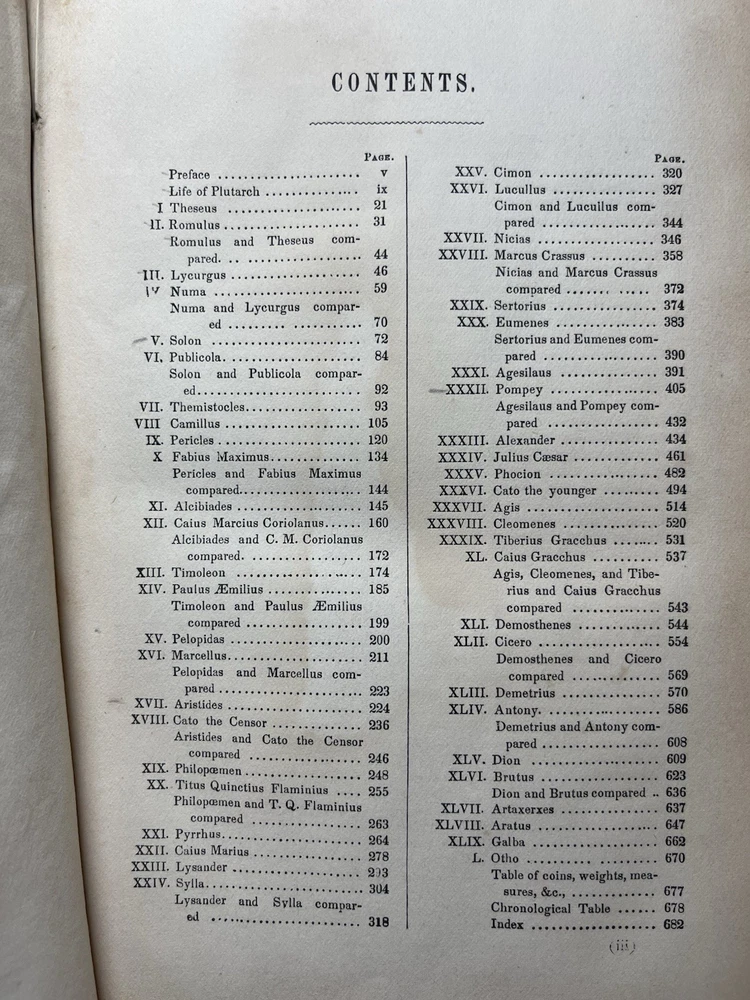 CONTENTS.
PAGE.
Preface ...................... v
Life of Plutarch .............. ix
I Theseus .................... 21
II. Romulus ..................... 31
Romulus and Theseus com-
pared. . . .................... 44
III. Lycurgus .................... 46
IV Numa ...................... 59
Numa and Lycurgus compar-
ed ......... ........... 70
V. Solon ....................... 72
VI. Publicola. ..................... 84
Solon and Publicola compar-
ed......................... 92
VII. Themistocles.................. 93
VIII Camillus ..................... 105
IX. Pericles ...................... 120
X Fabius Maximus .............. 134
Pericles and Fabius Maximus
compared................... 144
XI. Alcibiades .................... 145
XII. Caius Marcius Coriolanus...... 160
Alcibiades and C. M. Coriolanus
compared. ................. 172
XIII. Timoleon ................... 174
XIV. Paulus Æmilius .............. 185
Timoleon and Paulus Æmilius
compared .................. 199
XV. Pelopidas .................... 200
XVI. Marcellus..................... 211
Pelopidas and Marcellus com-
pared ...................... 223
XVII. Aristides ..................... 224
XVIII. Cato the Censor .............. 236
Aristides and Cato the Censor
compared ................. 246
XIX. Philopœmen .................. 248
XX. Titus Quinctius Flaminius .... 255
Philopœmen and T. Q. Flaminius
compared ................. 263
XXI. Pyrrhus...................... 264
XXII. Caius Marius ................. 278
XXIII. Lysander .................... 293
XXIV. Sylla......................... 304
Lysander and Sylla compar-
ed ....................... 318
PAGE.
XXV. Cimon .................. 320
XXVI. Lucullus ................ 327
Cimon and Lucullus com-
pared ................... 344
XXVII. Nicias .................. 346
XXVIII. Marcus Crassus .......... 358
Nicias and Marcus Crassus
compared ....... ..... 372
XXIX. Sertorius ................ 374
XXX. Eumenes ................ 383
Sertorius and Eumenes com-
pared .................. 390
XXXI. Agesilaus ............... 391
XXXII. Pompey ................ 405
Agesilaus and Pompey com-
pared .................. 432
XXXIII. Alexander ............... 434
XXXIV. Julius Cæsar ............. 461
XXXV. Phocion ................. 482
XXXVI. Cato the younger ......... 494
XXXVII. Agis ..................... 514
XXXVIII. Cleomenes ............... 520
XXXIX. Tiberius Gracchus ....... 531
XL. Caius Gracchus .......... 537
Agis, Cleomenes, and Tibe-
rius and Caius Gracchus
compared .............. 543
XLI. Demosthenes ............. 544
XLII. Cicero ................... 554
Demosthenes and Cicero
compared .............. 569
XLIII. Demetrius ............... 570
XLIV. Antony. .................. 586
Demetrius and Antony com-
pared .................. 608
XLV. Dion ..................... 609
XLVI. Brutus ................... 623
Dion and Brutus compared .. 636
XLVII. Artaxerxes ............... 637
XLVIII. Aratus ................... 647
XLIX. Galba .................... 662
L. Otho .......... .......... 670
Table of coins, weights, mea-
sures, &c., ............. 677
Chronological Table ...... 678
Index ................... 682
(iii)